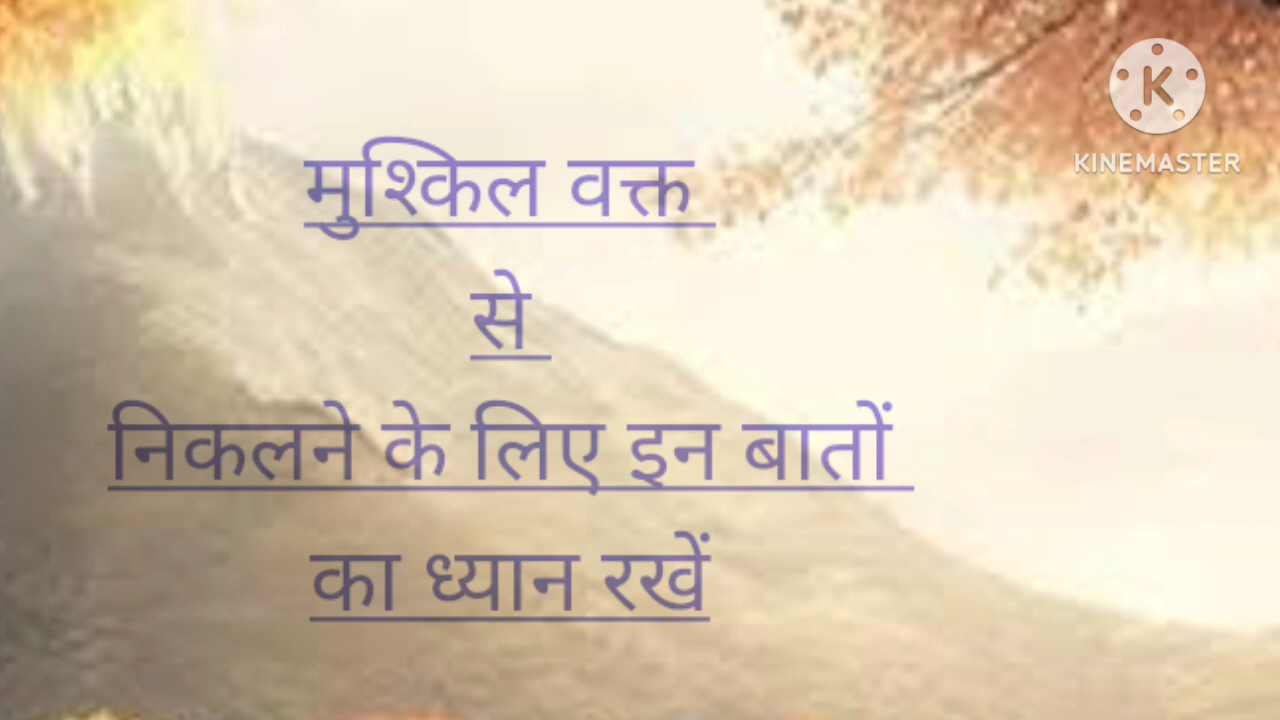 KINEMASTER
मुश्किल वक्त
से
निकलने के लिए इन बातों
का ध्यान रखें